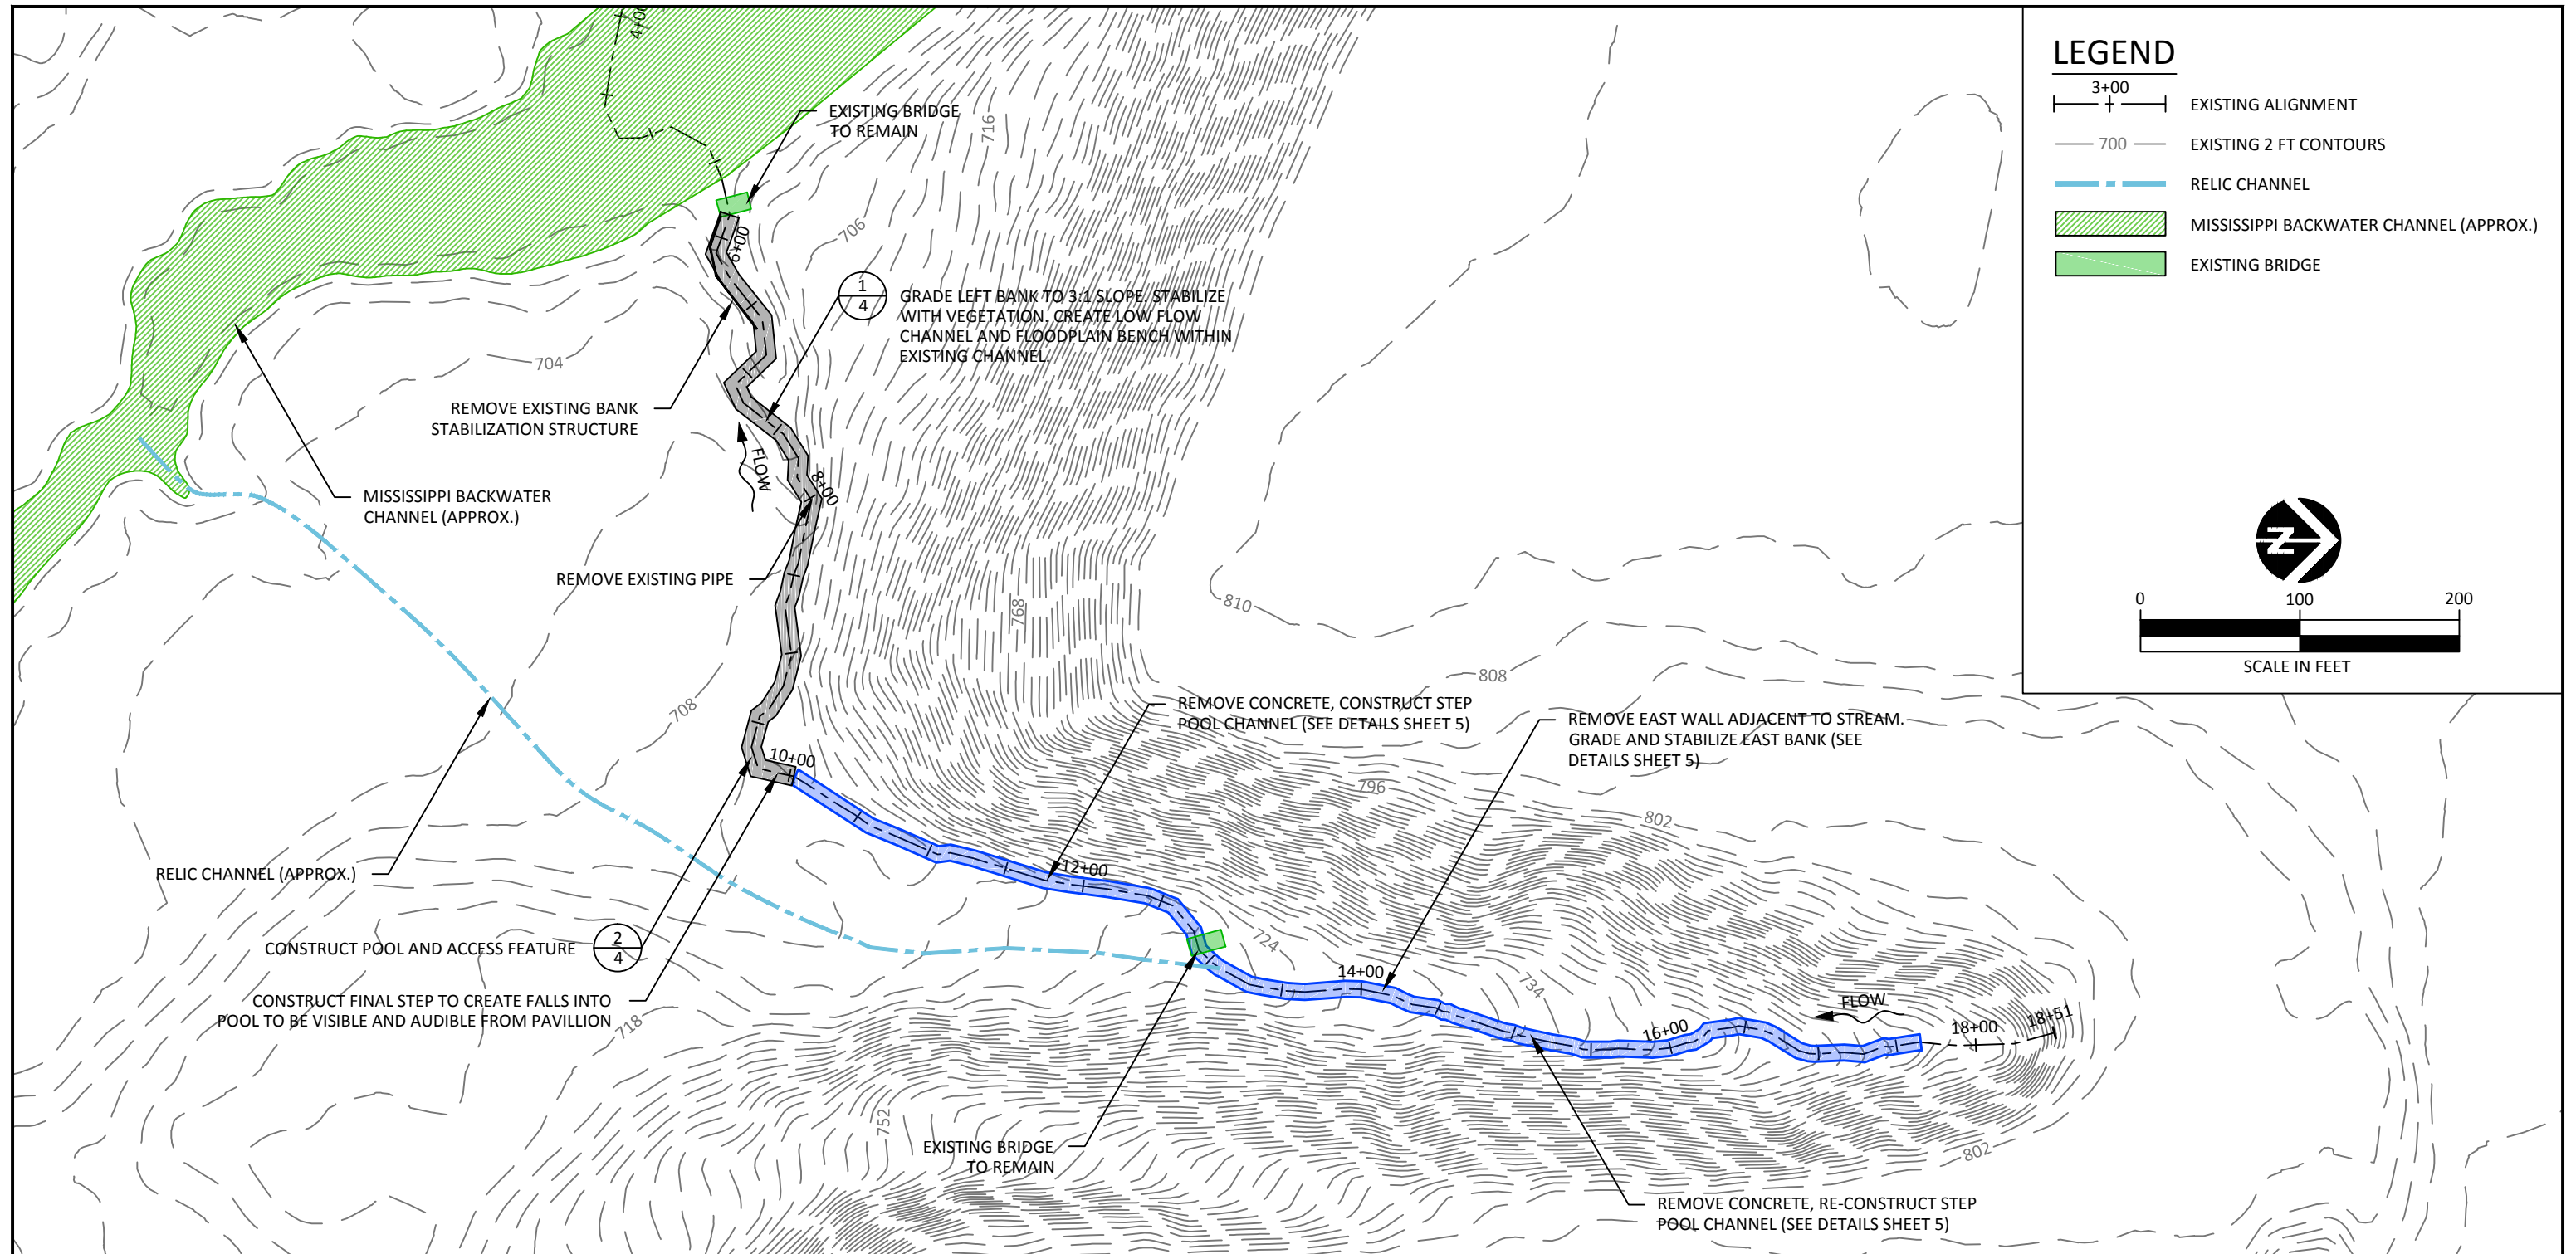 4+00
EXISTING BRIDGE
TO REMAIN
716
706
6+00
1
4
GRADE LEFT BANK TO 3:1 SLOPE. STABILIZE
WITH VEGETATION. CREATE LOW FLOW
CHANNEL AND FLOODPLAIN BENCH WITHIN
EXISTING CHANNEL.
704
REMOVE EXISTING BANK
STABILIZATION STRUCTURE
FLOW
8+00
MISSISSIPPI BACKWATER
CHANNEL (APPROX.)
REMOVE EXISTING PIPE
768
810
808
708
REMOVE CONCRETE, CONSTRUCT STEP
POOL CHANNEL (SEE DETAILS SHEET 5)
REMOVE EAST WALL ADJACENT TO STREAM.
GRADE AND STABILIZE EAST BANK (SEE
DETAILS SHEET 5)
10+00
796
802
12+00
RELIC CHANNEL (APPROX.)
CONSTRUCT POOL AND ACCESS FEATURE
2
4
724
14+00
734
CONSTRUCT FINAL STEP TO CREATE FALLS INTO
POOL TO BE VISIBLE AND AUDIBLE FROM PAVILLION
718
16+00
FLOW
18+00
18+51
752
EXISTING BRIDGE
TO REMAIN
802
REMOVE CONCRETE, RE-CONSTRUCT STEP
POOL CHANNEL (SEE DETAILS SHEET 5)
LEGEND
3+00
EXISTING ALIGNMENT
700
EXISTING 2 FT CONTOURS
RELIC CHANNEL
MISSISSIPPI BACKWATER CHANNEL (APPROX.)
EXISTING BRIDGE
N
0 100 200
SCALE IN FEET